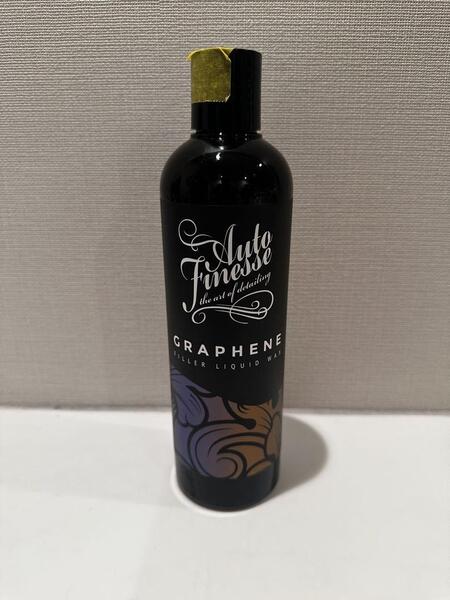 Auto
Finesse
the art of detailing
GRAPHENE
FILLER LIQUID WAX